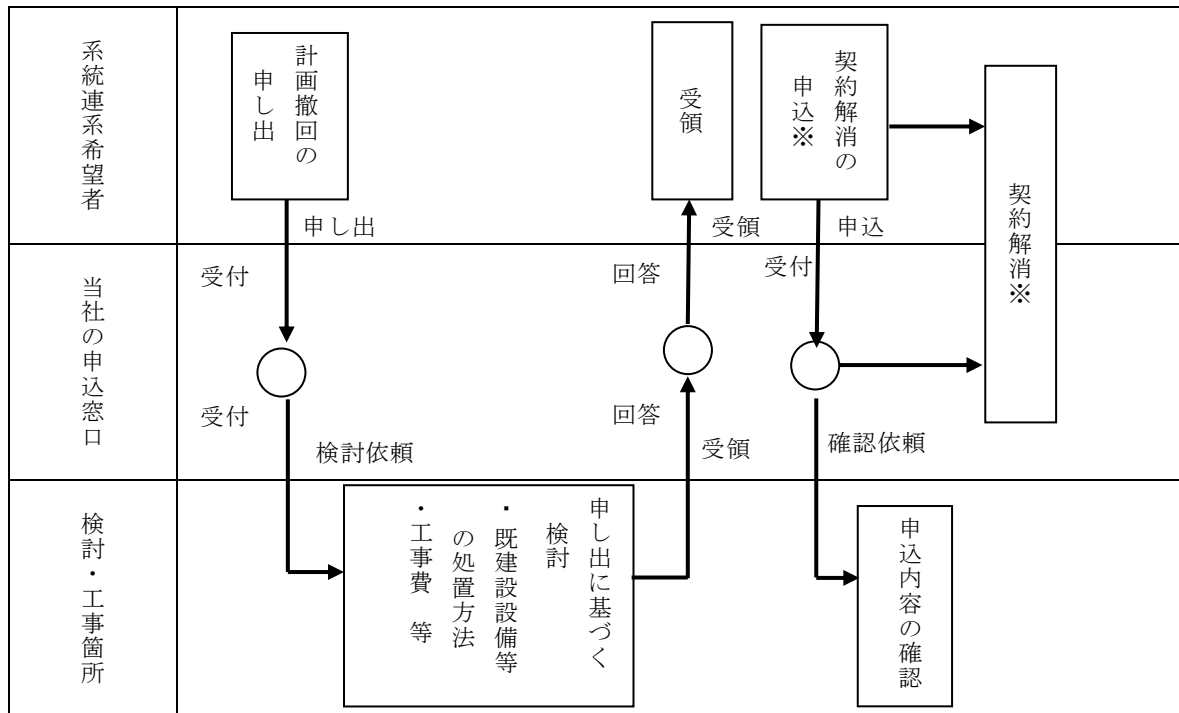 系統連系希望者
計画撤回の
申し出
受領
契約解消の
申込※
契約解消※
申し出
受領
申込
当社の申込窓口
受付
回答
受付
受付
回答
検討依頼
受領
確認依頼
検討・工事箇所
申し出に基づく
検討
・既建設設備等
の処置方法
・工事費 等
申込内容の確認